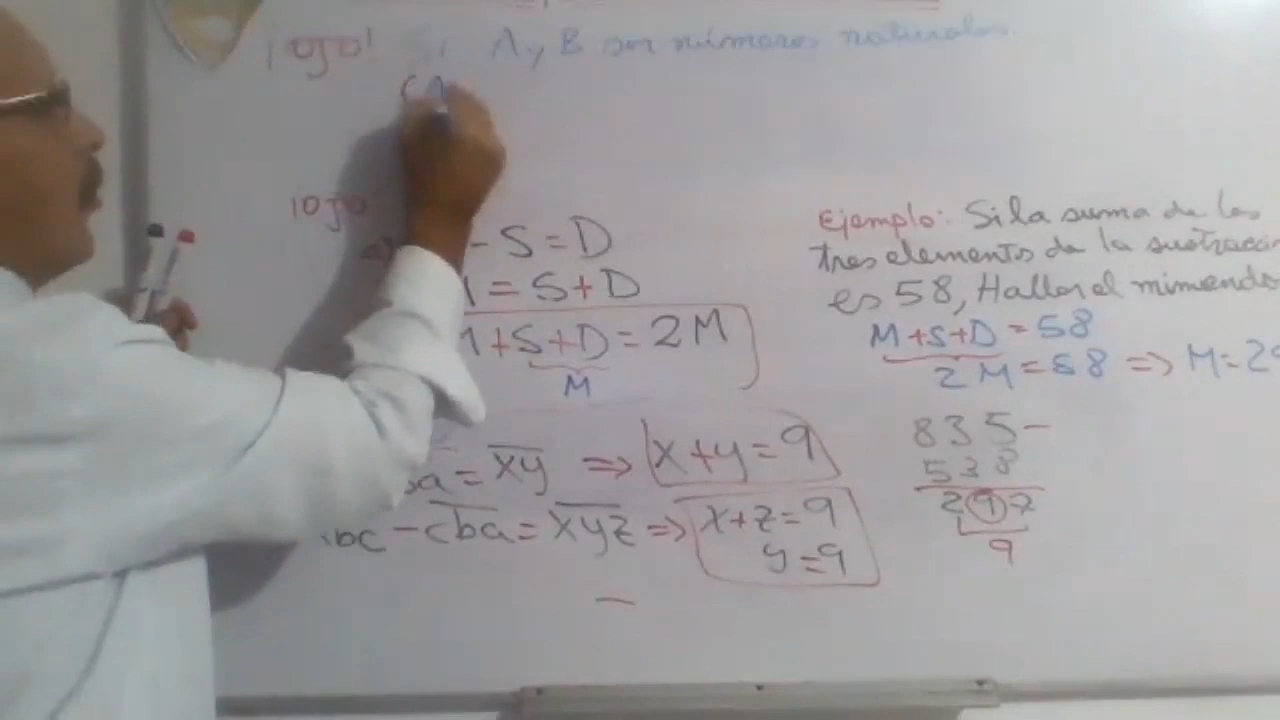 ¡OJO! Si A y B son números naturales.
(A
¡OJO
- S = D
= S + D
+ S + D = 2M
M
a = xy ⇒ x + y = 9
bc - cba = xyz ⇒ x + z = 9
y = 9
Ejemplo: Si la suma de los
tres elementos de la sustracción
es 58, Hallar el minuendo
M + S + D = 58
2M = 58 ⇒ M = 29
835 -
538
297
9